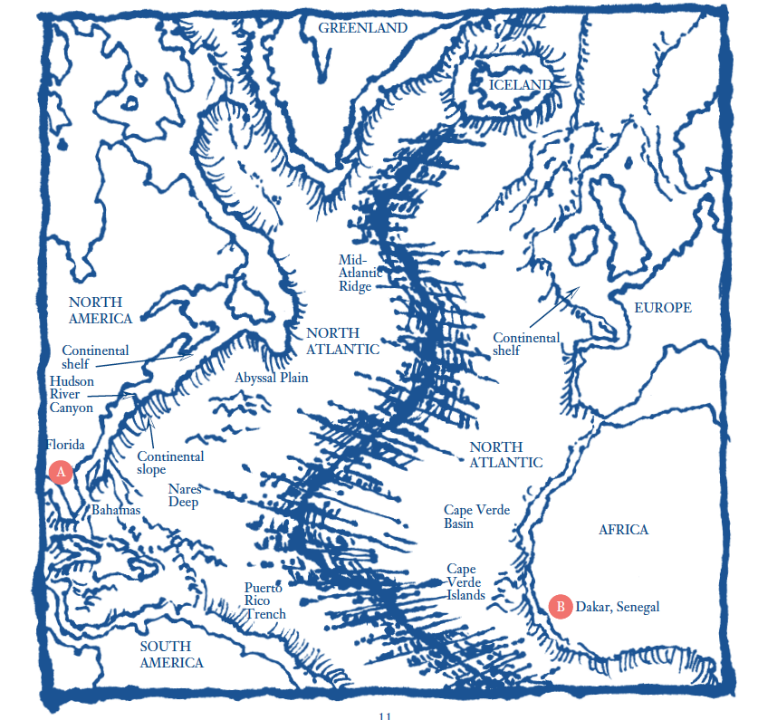 GREENLAND
ICELAND
Mid-
Atlantic
Ridge
NORTH
AMERICA
EUROPE
NORTH
ATLANTIC
Continental
shelf
Continental
shelf
Abyssal Plain
Hudson
River
Canyon
Florida
A
Continental
slope
NORTH
ATLANTIC
Nares
Deep
Bahamas
Cape Verde
Basin
AFRICA
Cape
Verde
Islands
Puerto
Rico
Trench
B
Dakar, Senegal
SOUTH
AMERICA
11